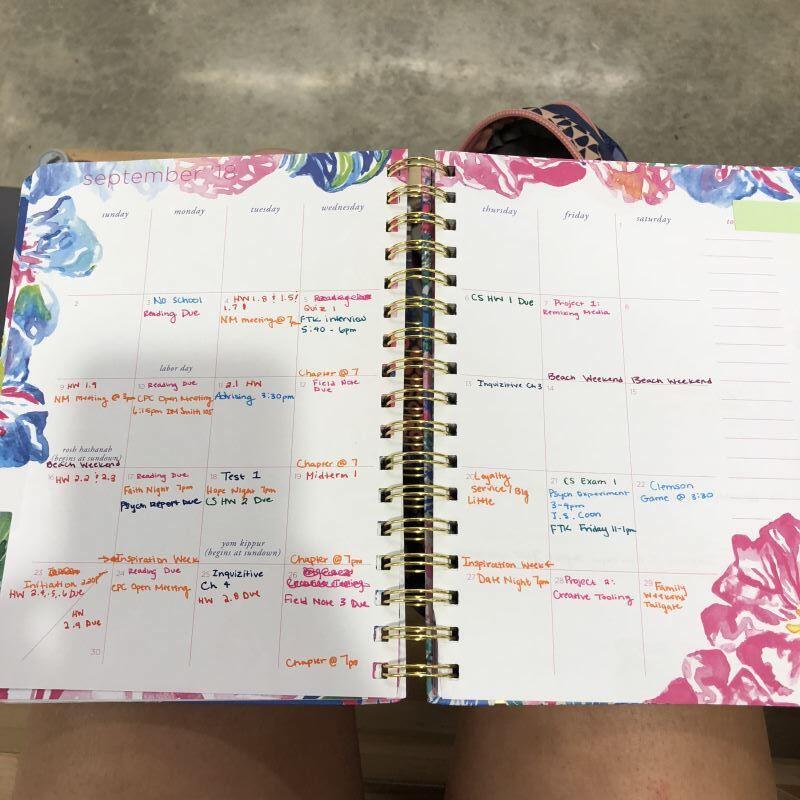 september '18
sunday
monday
tuesday
wednesday
thursday
friday
saturday
1
2
3 No School
Reading Due
labor day
4 HW 1.8 & 1.5/
1.7!
NM meeting @ 7pm
5
Quiz 1
FTK interview
5:40 - 6pm
Chapter @ 7
6 CS HW 1 Due
7 Project 1:
Remixing Media
Beach Weekend
8
Beach Weekend
9 HW 1.9
NM Meeting @ 3pm
rosh hashanah
(begins at sundown)
Beach Weekend
10 Reading Due
CPC Open Meeting
6:15pm DM Smith 105
11 2.1 HW
Advising 3:30pm
12 Field Note
Due
Chapter @ 7
13 Inquizitive Ch 3
14
15
16 HW 2.2 & 2.3
17 Reading Due
Faith Night 7pm
Psych Report Due
→Inspiration Week
18 Test 1
Hope Night 7pm
CS HW 2 Due
yom kippur
(begins at sundown)
19 Midterm 1
Chapter @ 7pm
20 Loyalty
Service / Big
Little
Inspiration Week←
21 CS Exam 1
Psych Experiment
3-4pm
J.S. Coon
FTK Friday 11-1pm
22 Clemson
Game @ 3:30
23
Initiation 2:20P
HW 2.4, 5, 6 Due
HW
2.9 Due
30
24 Reading Due
CPC Open Meeting
25 Inquizitive
Ch 4
HW 2.8 Due
26
Creative Tooling
Field Note 3 Due
Chapter @ 7pm
27 Date Night 7pm
28 Project 2:
Creative Tooling
29 Family
Weekend
Tailgate